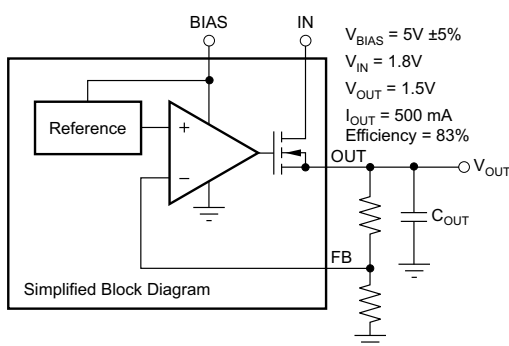 BIAS
IN
V_BIAS = 5V ±5%
V_IN = 1.8V
V_OUT = 1.5V
I_OUT = 500 mA
Efficiency = 83%
Reference
+
−
OUT
V_OUT
C_OUT
FB
Simplified Block Diagram